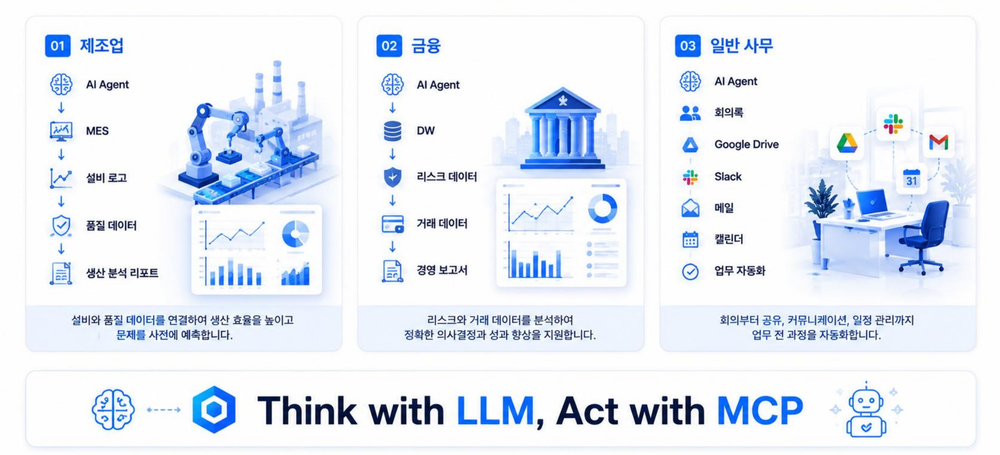 01 제조업
AI Agent
MES
설비 로고
품질 데이터
생산 분석 리포트
설비와 품질 데이터를 연결하여 생산 효율을 높이고
문제를 사전에 예축합니다.
02 금융
AI Agent
DW
리스크 데이터
거래 데이터
경영 보고서
리스크와 거래 데이터를 분석하여
정확한 의사결정과 성과 향상을 지원합니다.
03 일반 사무
AI Agent
회의록
Google Drive
Slack
메일
캘린더
업무 자동화
31
회의부터 공유, 커뮤니케이션, 일정 관리까지
업무 전 과정을 자동화합니다.
Think with LLM, Act with MCP